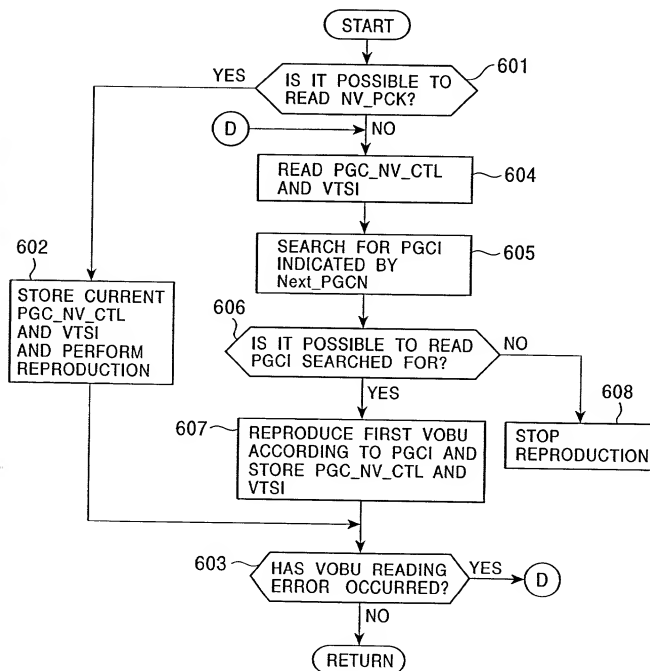 START
601
YES
IS IT POSSIBLE TO
READ NV_PCK?
D
NO
READ PGC_NV_CTL
AND VTSI
604
602
STORE CURRENT
PGC_NV_CTL
AND VTSI
AND PERFORM
REPRODUCTION
SEARCH FOR PGCI
INDICATED BY
Next_PGCN
605
606
IS IT POSSIBLE TO READ
PGCI SEARCHED FOR?
NO
YES
608
STOP
REPRODUCTION
607
REPRODUCE FIRST VOBU
ACCORDING TO PGCI AND
STORE PGC_NV_CTL AND
VTSI
603
HAS VOBU READING
ERROR OCCURRED?
YES
D
NO
RETURN